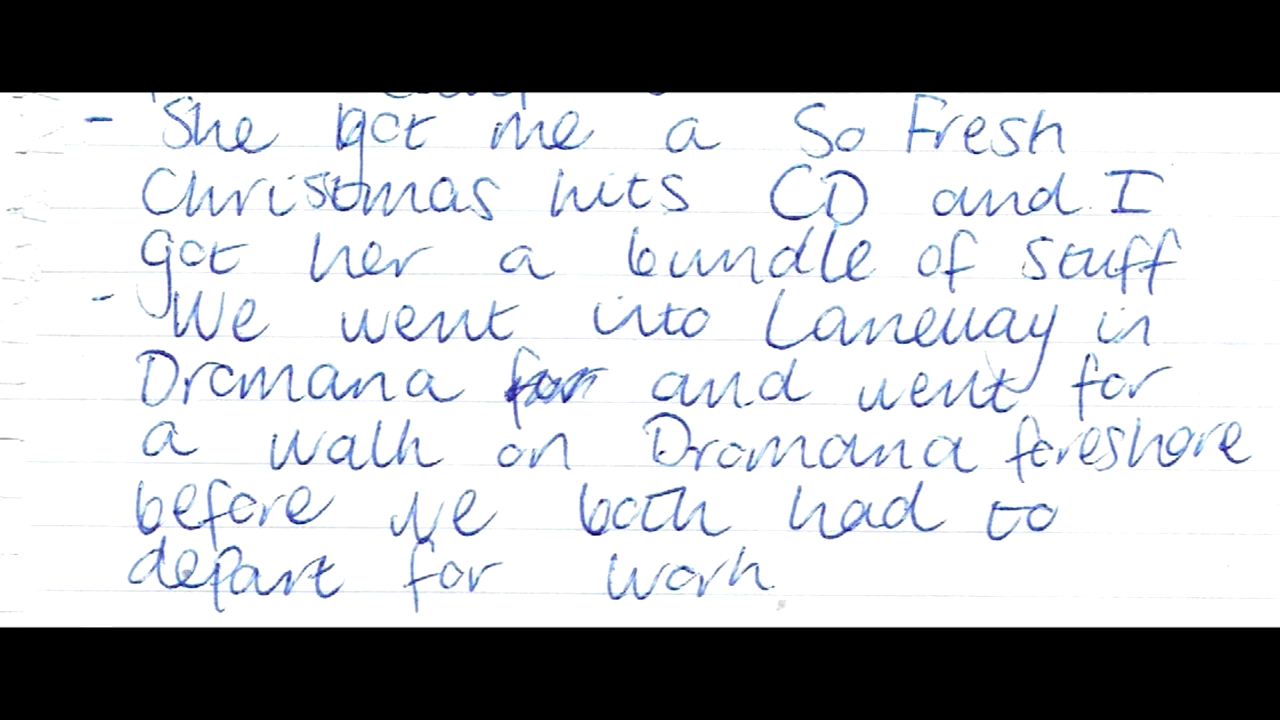 - She got me a So Fresh
Christmas hits CD and I
got her a bundle of stuff
- We went into Laneway in
Dromana and went for
a walk on Dromana foreshore
before we both had to
depart for work.